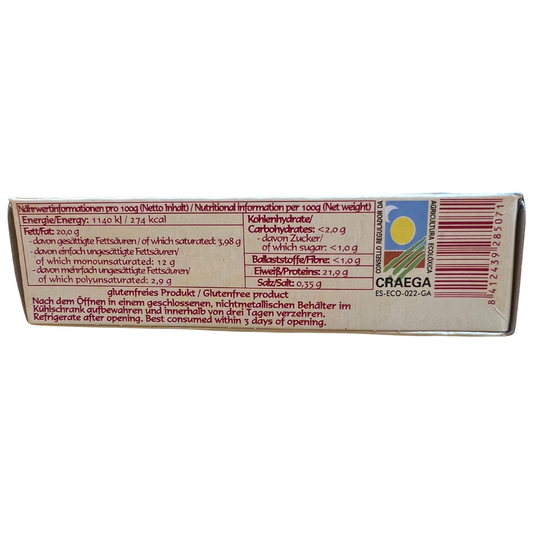 Nährwertinformationen pro 100g (Netto Inhalt) / Nutritional information per 100g (Net weight)
Energie/Energy: 1140 kJ / 274 kcal
Fett/Fat: 20,0 g
- davon gesättigte Fettsäuren / of which saturated: 3,98 g
- davon einfach ungesättigte Fettsäuren/
of which monounsaturated: 12 g
- davon mehrfach ungesättigte Fettsäuren/
of which polyunsaturated: 2,9 g
Kohlenhydrate/
Carbohydrates: <2,0 g
- davon Zucker/
of which sugar: <1,0 g
Ballaststoffe/Fibre: <1,0 g
Eiweiß/Proteins: 21,9 g
Salz/Salt: 0,35 g
glutenfreies Produkt / Glutenfree product
Nach dem Öffnen in einem geschlossenen, nichtmetallischen Behälter im
Kühlschrank aufbewahren und innerhalb von drei Tagen verzehren.
Refrigerate after opening. Best consumed within 3 days of opening.
CONSELLO REGULADOR DA
AGRICULTURA ECOLÓXICA
CRAEGA
ES-ECO-022-GA
8 412439 285071